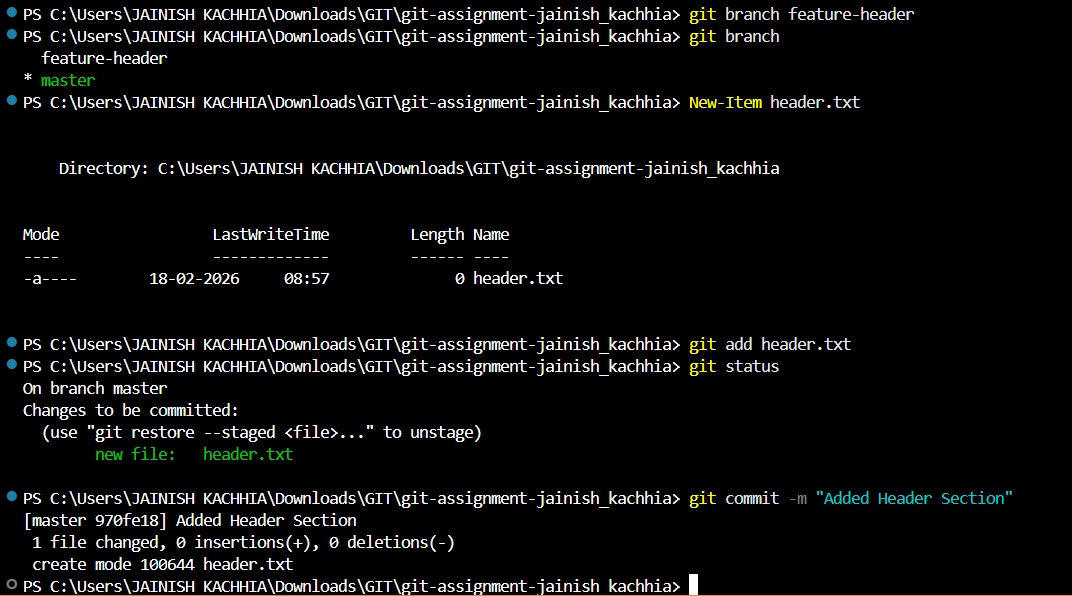 PS C:\Users\JAINISH KACHHIA\Downloads\GIT\git-assignment-jainish_kachhia> git branch feature-header
PS C:\Users\JAINISH KACHHIA\Downloads\GIT\git-assignment-jainish_kachhia> git branch
  feature-header
* master
PS C:\Users\JAINISH KACHHIA\Downloads\GIT\git-assignment-jainish_kachhia> New-Item header.txt
    Directory: C:\Users\JAINISH KACHHIA\Downloads\GIT\git-assignment-jainish_kachhia
Mode                 LastWriteTime         Length Name
----                 -------------         ------ ----
-a----        18-02-2026     08:57              0 header.txt
PS C:\Users\JAINISH KACHHIA\Downloads\GIT\git-assignment-jainish_kachhia> git add header.txt
PS C:\Users\JAINISH KACHHIA\Downloads\GIT\git-assignment-jainish_kachhia> git status
On branch master
Changes to be committed:
  (use "git restore --staged <file>..." to unstage)
        new file:   header.txt
PS C:\Users\JAINISH KACHHIA\Downloads\GIT\git-assignment-jainish_kachhia> git commit -m "Added Header Section"
[master 970fe18] Added Header Section
 1 file changed, 0 insertions(+), 0 deletions(-)
 create mode 100644 header.txt
PS C:\Users\JAINISH KACHHIA\Downloads\GIT\git-assignment-jainish_kachhia>